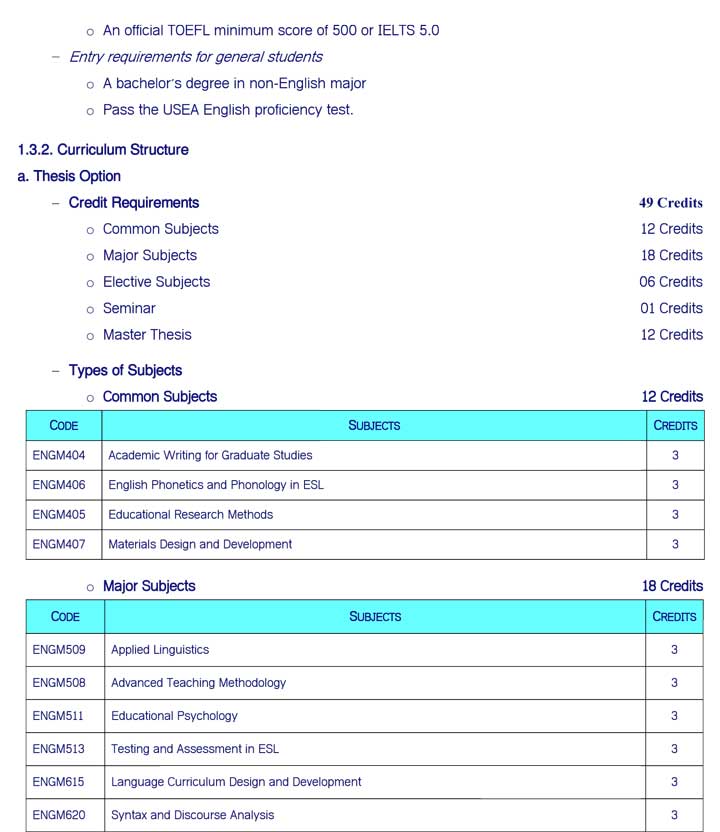 ○ An official TOEFL minimum score of 500 or IELTS 5.0
– Entry requirements for general students
○ A bachelor's degree in non-English major
○ Pass the USEA English proficiency test.
1.3.2. Curriculum Structure
a. Thesis Option
– Credit Requirements 49 Credits
○ Common Subjects 12 Credits
○ Major Subjects 18 Credits
○ Elective Subjects 06 Credits
○ Seminar 01 Credits
○ Master Thesis 12 Credits
– Types of Subjects
○ Common Subjects 12 Credits
CODE SUBJECTS CREDITS
ENGM404 Academic Writing for Graduate Studies 3
ENGM406 English Phonetics and Phonology in ESL 3
ENGM405 Educational Research Methods 3
ENGM407 Materials Design and Development 3
○ Major Subjects 18 Credits
CODE SUBJECTS CREDITS
ENGM509 Applied Linguistics 3
ENGM508 Advanced Teaching Methodology 3
ENGM511 Educational Psychology 3
ENGM513 Testing and Assessment in ESL 3
ENGM615 Language Curriculum Design and Development 3
ENGM620 Syntax and Discourse Analysis 3